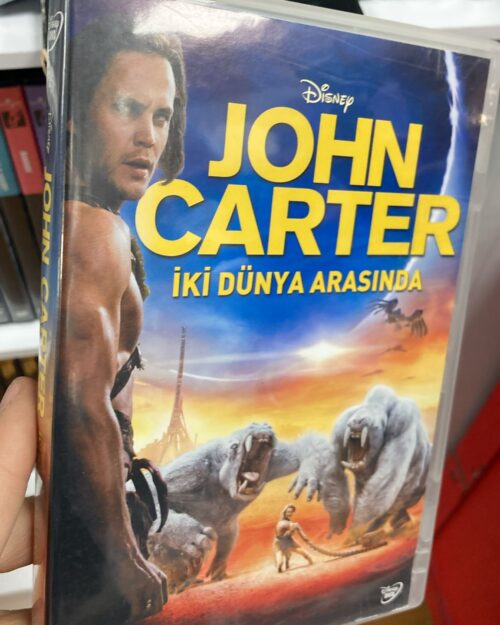 Disney
JOHN
CARTER
İKİ DÜNYA ARASINDA
JOHN CARTER